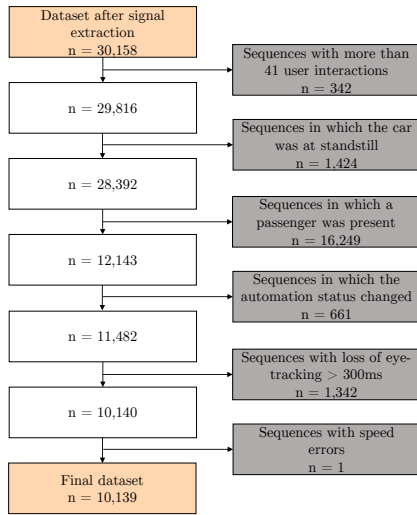 Dataset after signal
extraction
n = 30,158
Sequences with more than
41 user interactions
n = 342
n = 29,816
Sequences in which the car
was at standstill
n = 1,424
n = 28,392
Sequences in which a
passenger was present
n = 16,249
n = 12,143
Sequences in which the
automation status changed
n = 661
n = 11,482
Sequences with loss of eye-
tracking > 300ms
n = 1,342
n = 10,140
Sequences with speed
errors
n = 1
Final dataset
n = 10,139